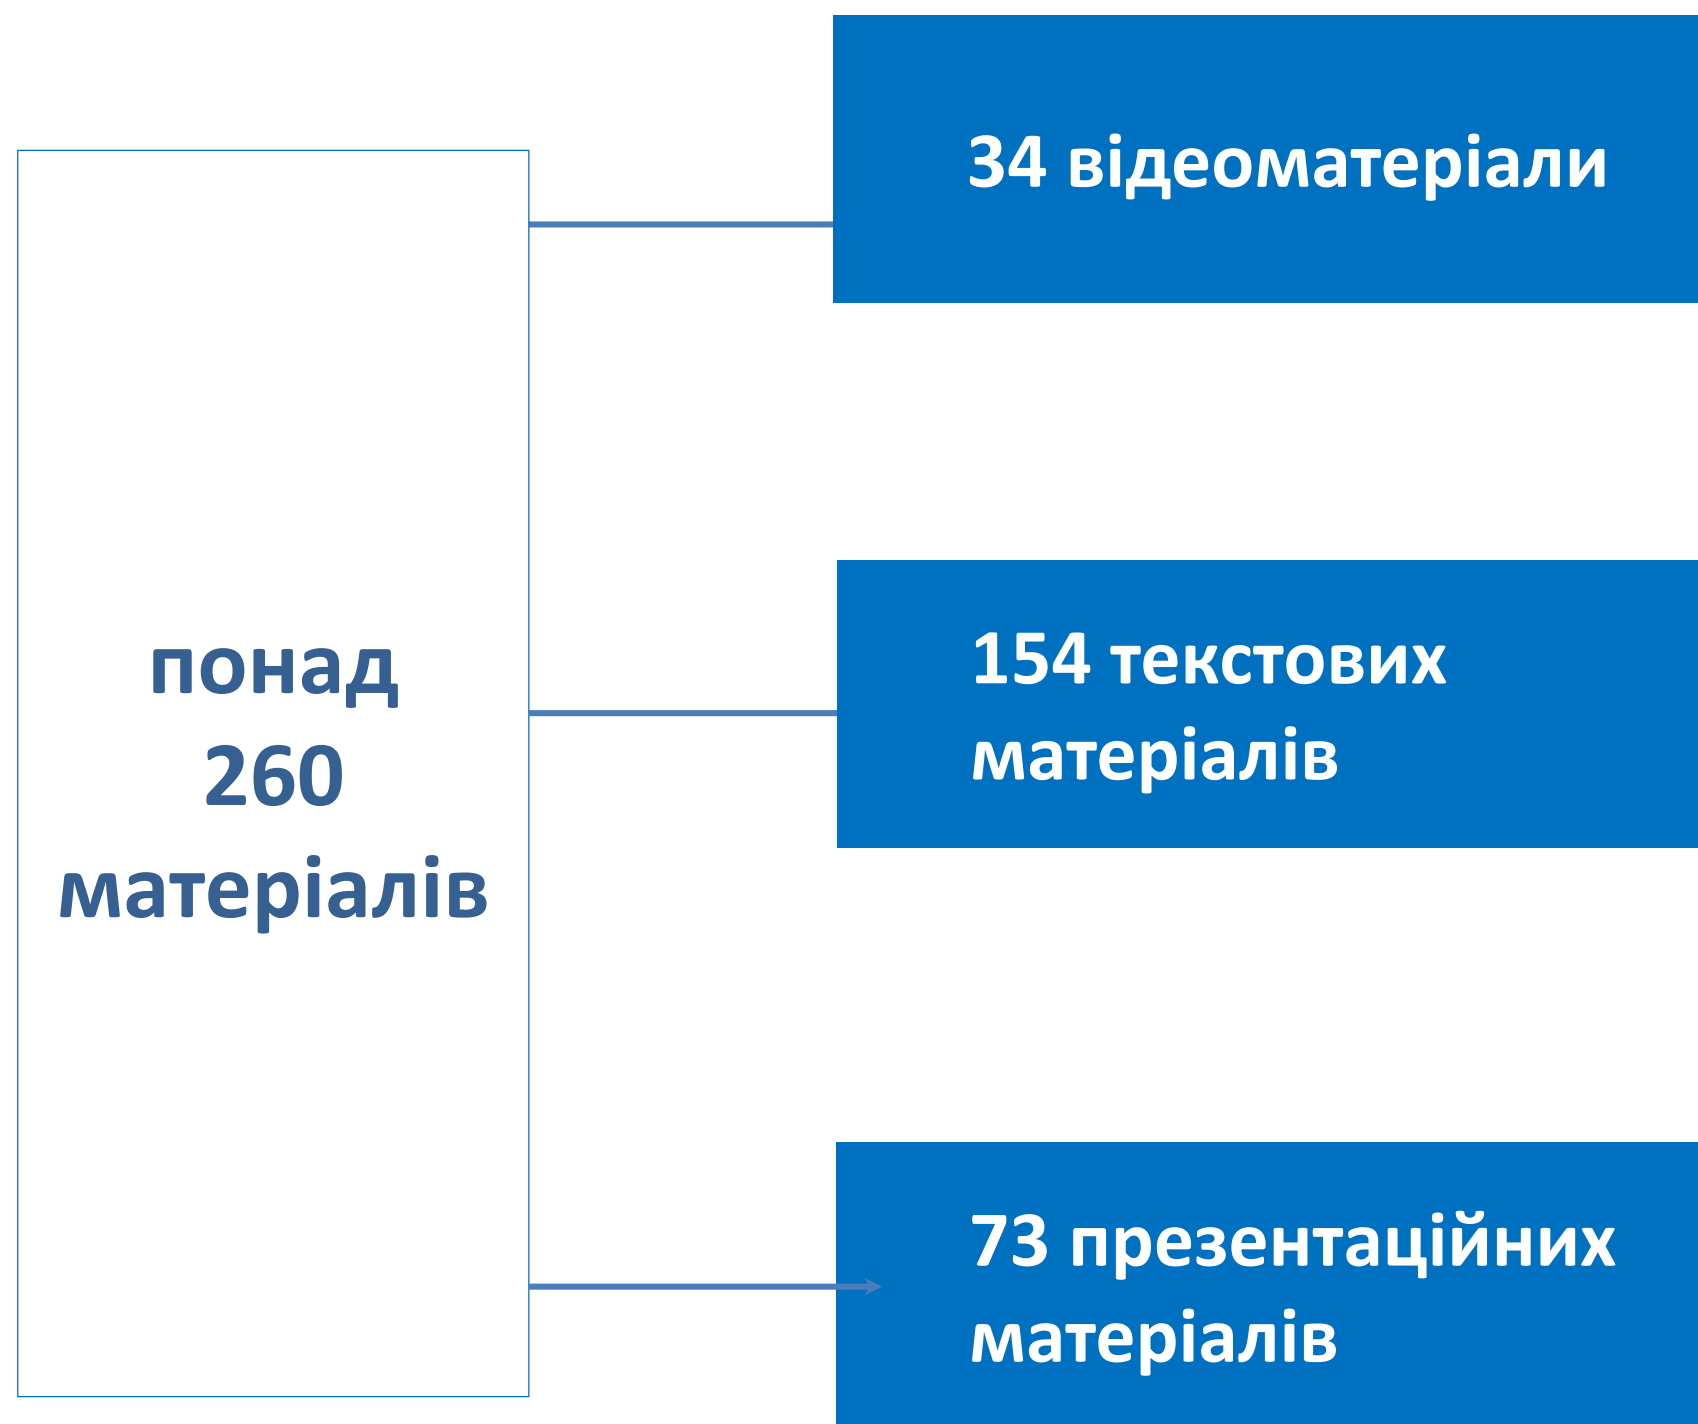 понад
260
матеріалів
34 відеоматеріали
154 текстових
матеріалів
73 презентаційних
матеріалів